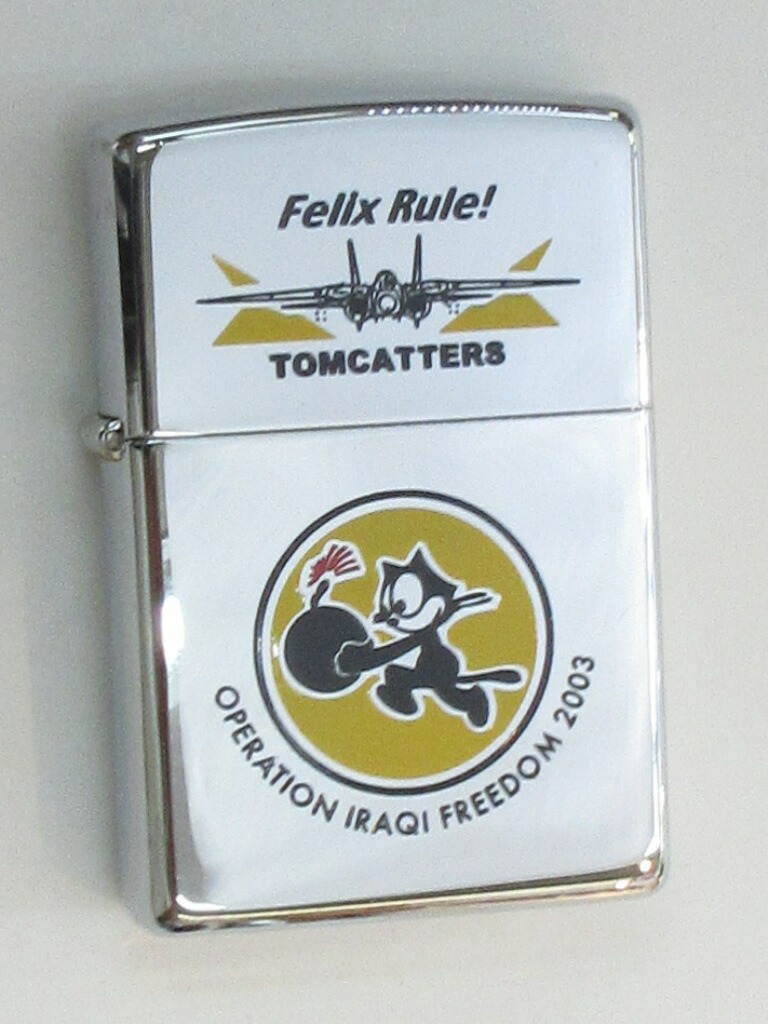 Felix Rule!
TOMCATTERS
OPERATION IRAQI FREEDOM 2003